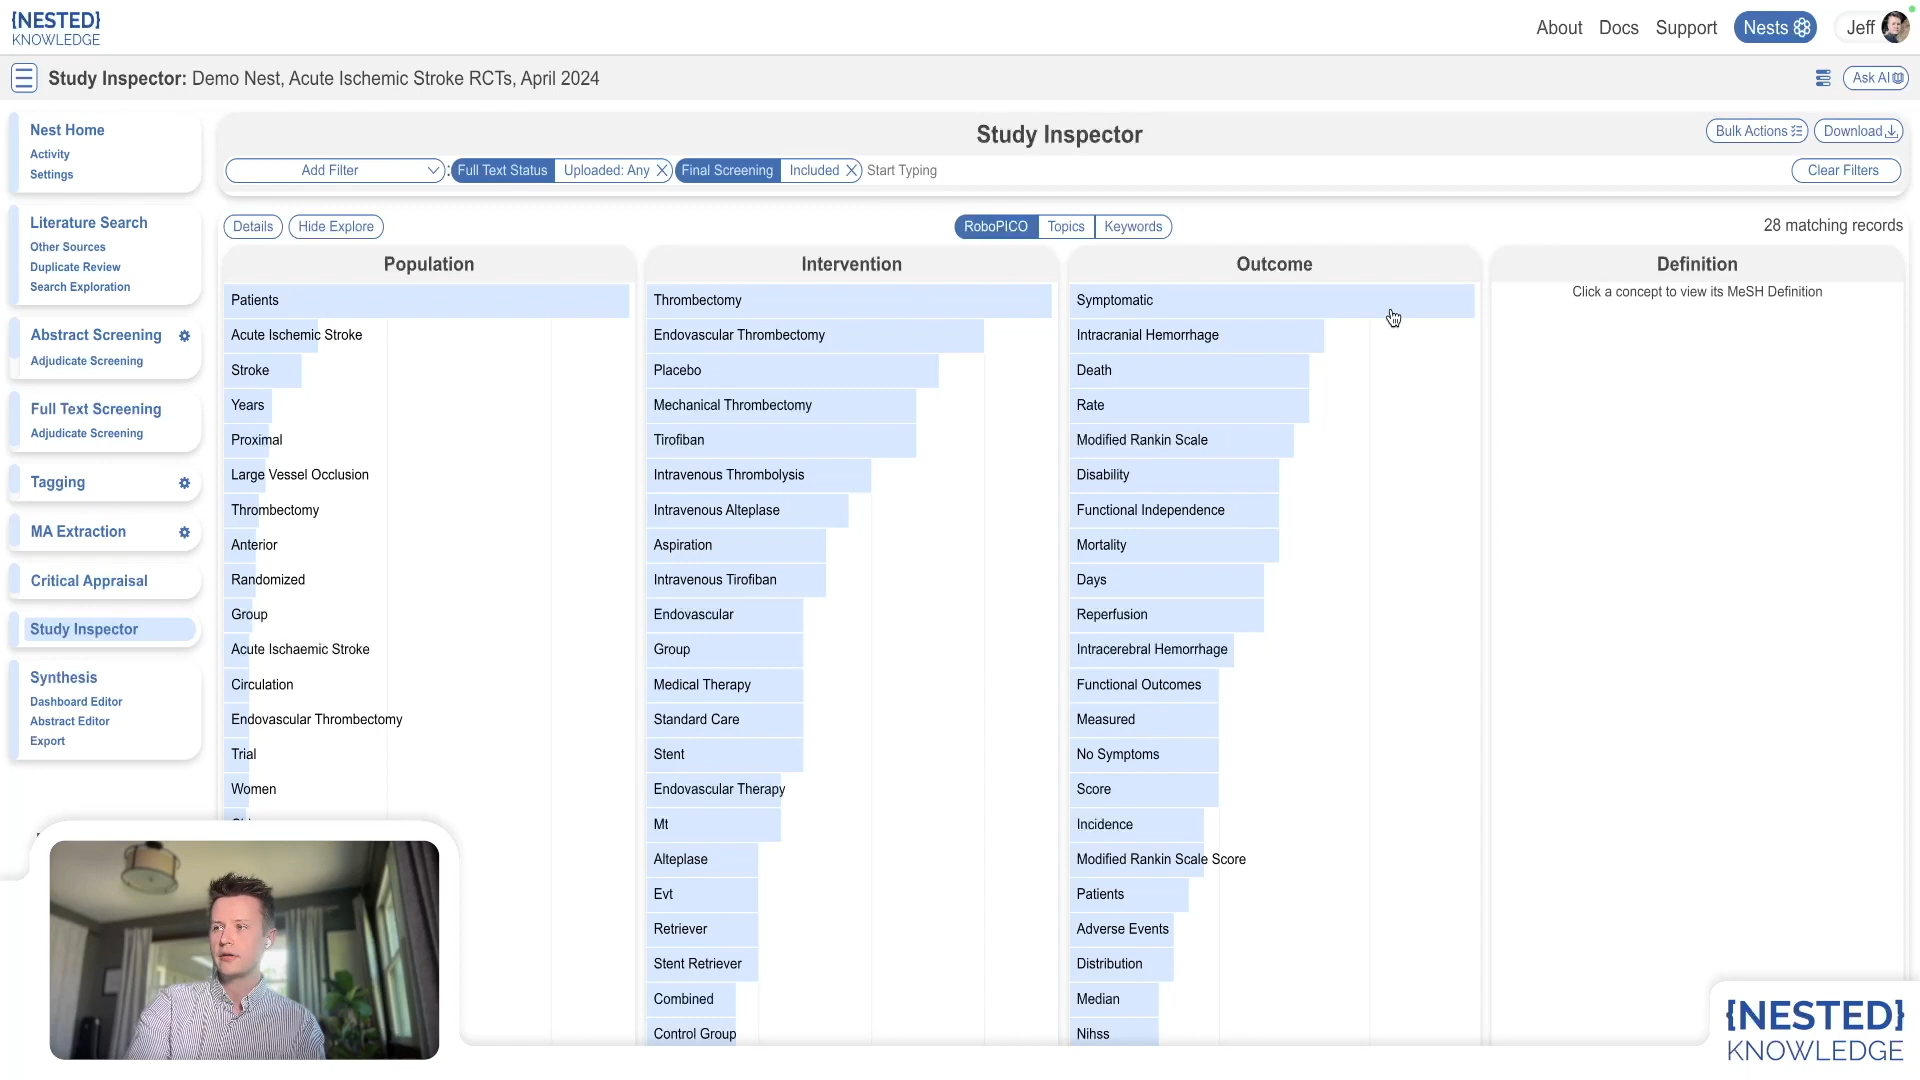 {NESTED}
KNOWLEDGE
About Docs Support Nests Jeff
Study Inspector: Demo Nest, Acute Ischemic Stroke RCTs, April 2024
Ask AI
Nest Home
Activity
Settings
Literature Search
Other Sources
Duplicate Review
Search Exploration
Abstract Screening
Adjudicate Screening
Full Text Screening
Adjudicate Screening
Tagging
MA Extraction
Critical Appraisal
Study Inspector
Synthesis
Dashboard Editor
Abstract Editor
Export
Study Inspector
Bulk Actions Download
Add Filter : Full Text Status Uploaded: Any Final Screening Included Start Typing Clear Filters
Details Hide Explore RoboPICO Topics Keywords 28 matching records
Population
Patients
Acute Ischemic Stroke
Stroke
Years
Proximal
Large Vessel Occlusion
Thrombectomy
Anterior
Randomized
Group
Acute Ischaemic Stroke
Circulation
Endovascular Thrombectomy
Trial
Women
Intervention
Thrombectomy
Endovascular Thrombectomy
Placebo
Mechanical Thrombectomy
Tirofiban
Intravenous Thrombolysis
Intravenous Alteplase
Aspiration
Intravenous Tirofiban
Endovascular
Group
Medical Therapy
Standard Care
Stent
Endovascular Therapy
Mt
Alteplase
Evt
Retriever
Stent Retriever
Combined
Control Group
Outcome
Symptomatic
Intracranial Hemorrhage
Death
Rate
Modified Rankin Scale
Disability
Functional Independence
Mortality
Days
Reperfusion
Intracerebral Hemorrhage
Functional Outcomes
Measured
No Symptoms
Score
Incidence
Modified Rankin Scale Score
Patients
Adverse Events
Distribution
Median
Nihss
Definition
Click a concept to view its MeSH Definition
{NESTED}
KNOWLEDGE